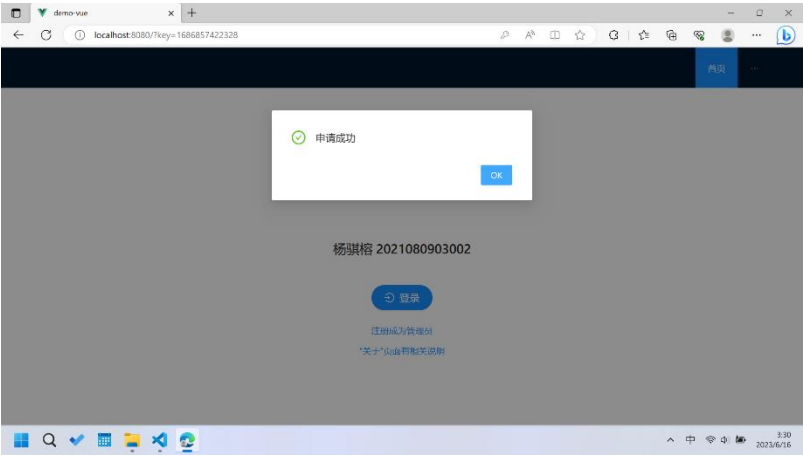 demo-vue
localhost:8080/?key=1686857422328
首页
申请成功
OK
杨骐榕 2021080903002
登录
注册成为管理员
"关于"页面有相关说明
中
3:30
2023/6/16